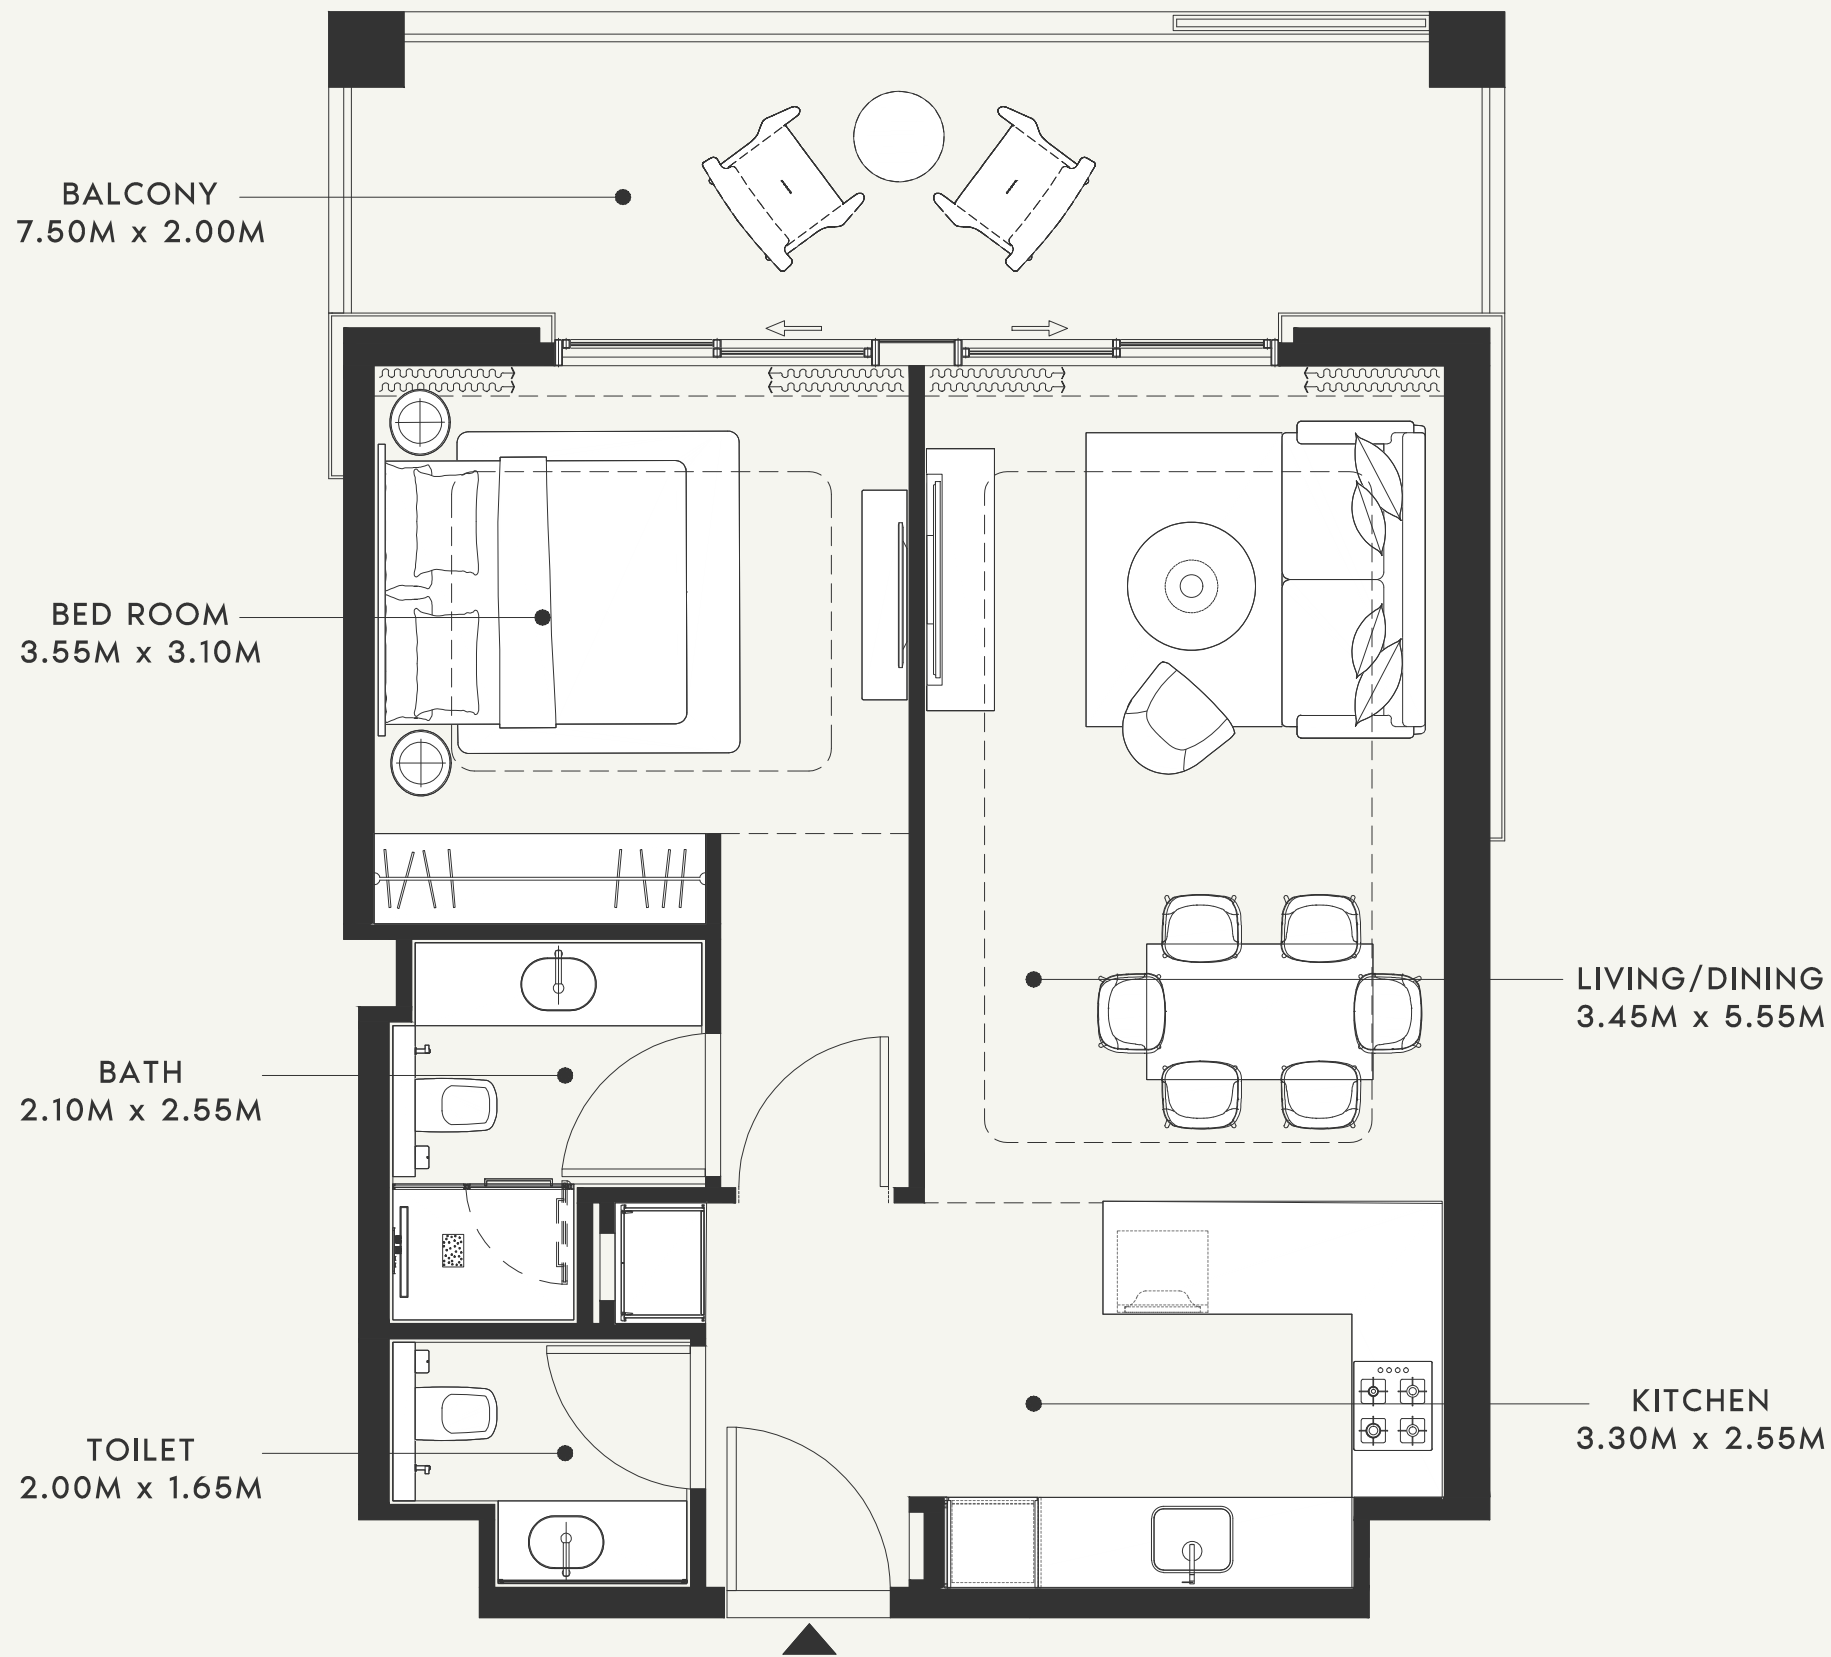 BALCONY
7.50M x 2.00M
BED ROOM
3.55M x 3.10M
LIVING/DINING
3.45M x 5.55M
BATH
2.10M x 2.55M
KITCHEN
3.30M x 2.55M
TOILET
2.00M x 1.65M